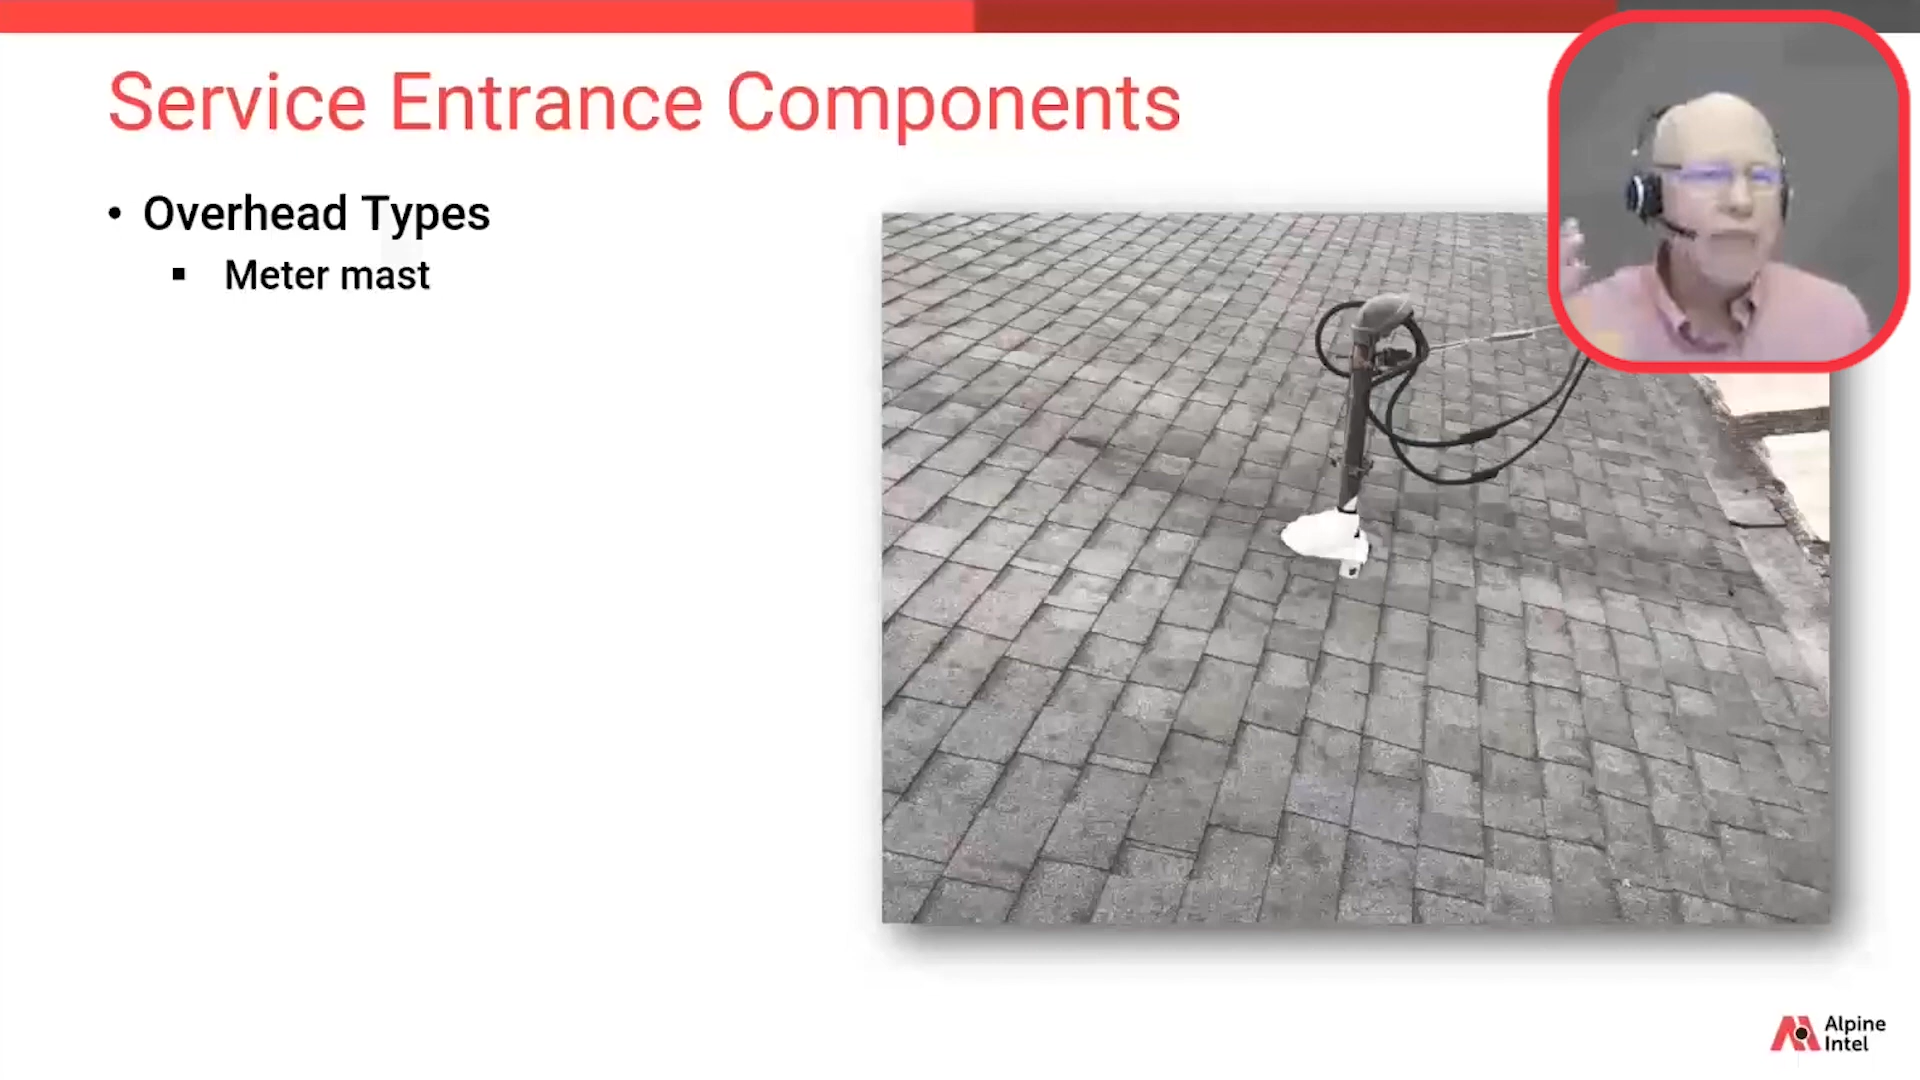 Service Entrance Components
• Overhead Types
▪ Meter mast
Alpine
Intel